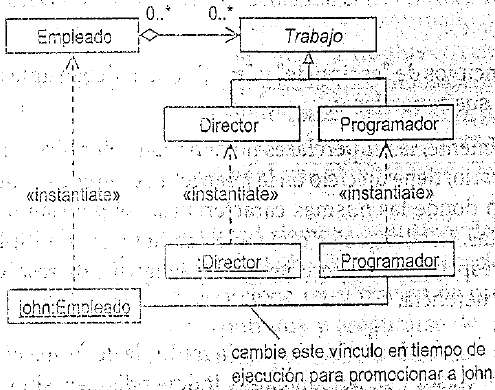 0..* 0..*
Empleado Trabajo
Director Programador
«instantiate» «instantiate» «instantiate»
:Director :Programador
john:Empleado
cambie este vínculo en tiempo de
ejecución para promocionar a john